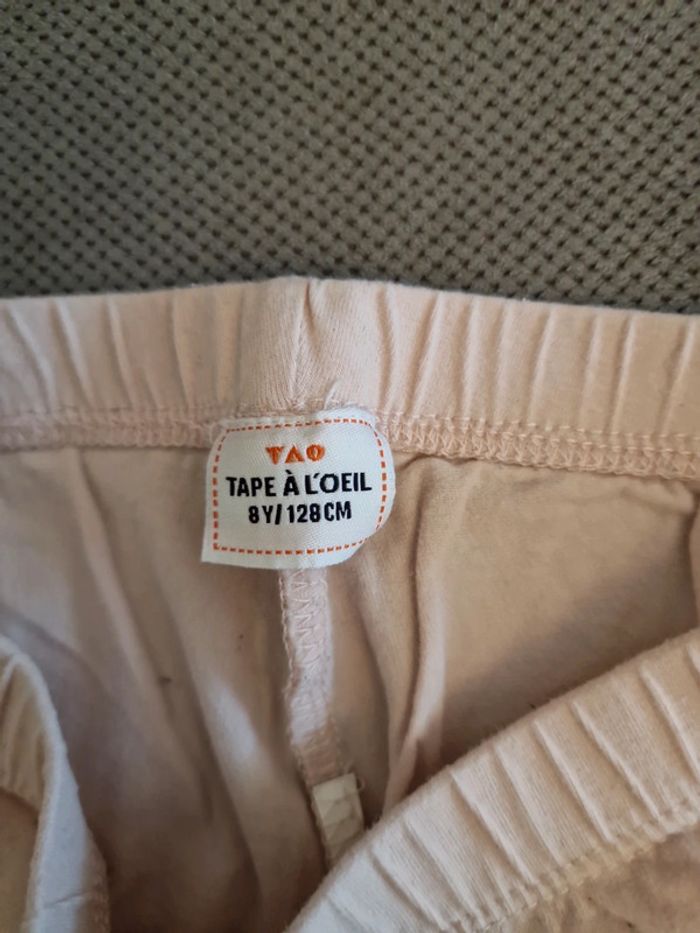 TAO
TAPE À L'OEIL
8Y/128CM